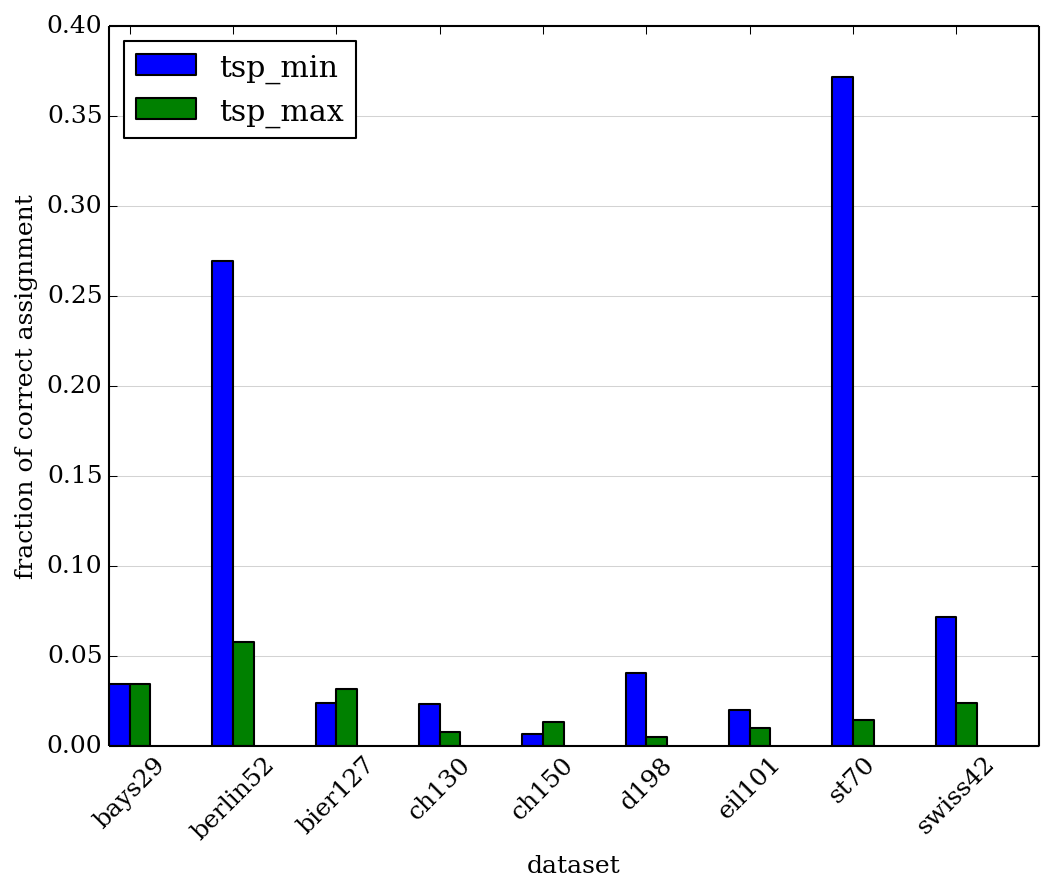 0.40
0.35
0.30
0.25
0.20
0.15
0.10
0.05
0.00
fraction of correct assignment
tsp_min
tsp_max
bays29
berlin52
bier127
ch130
ch150
d198
eil101
st70
swiss42
dataset